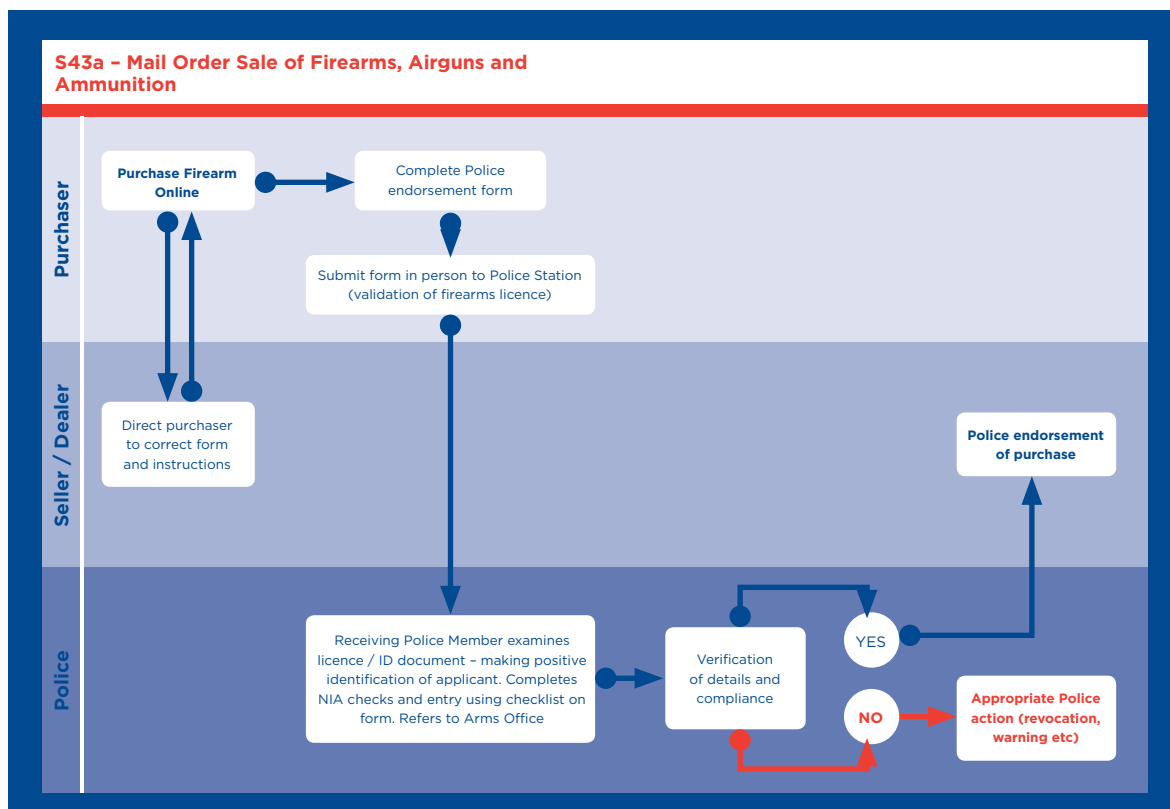 S43a – Mail Order Sale of Firearms, Airguns and
Ammunition
Purchaser
Purchase Firearm
Online
Complete Police
endorsement form
Submit form in person to Police Station
(validation of firearms licence)
Seller / Dealer
Direct purchaser
to correct form
and instructions
Police endorsement
of purchase
Police
Receiving Police Member examines
licence / ID document – making positive
identification of applicant. Completes
NIA checks and entry using checklist on
form. Refers to Arms Office
Verification
of details and
compliance
YES
NO
Appropriate Police
action (revocation,
warning etc)